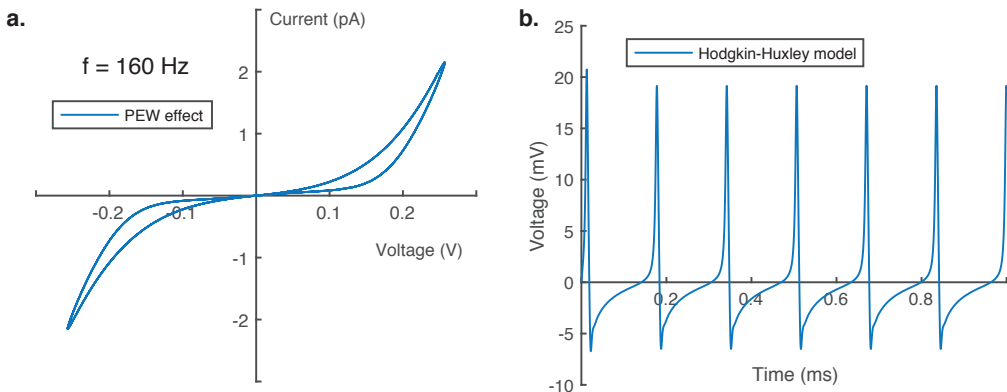 a.
Current (pA)
f = 160 Hz
PEW effect
2
1
-0.2
-0.1
0.1
0.2
Voltage (V)
-1
-2
b.
25
Hodgkin-Huxley model
20
15
10
5
0
-5
-10
Voltage (mV)
0.2
0.4
0.6
0.8
Time (ms)